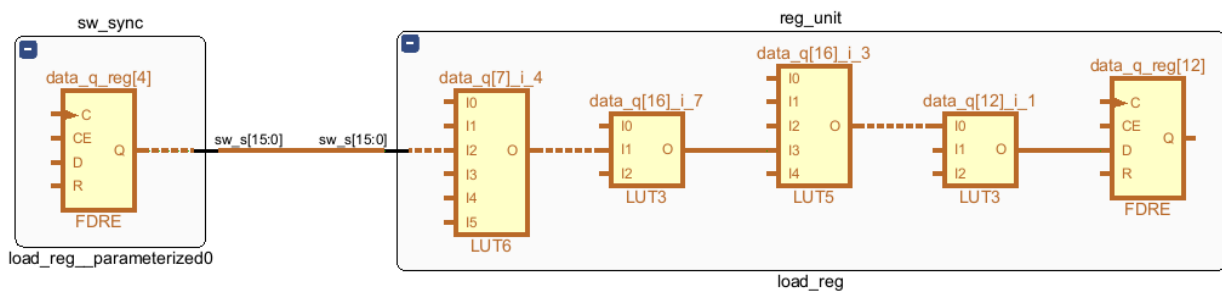 sw_sync
data_q_reg[4]
C
CE
D
R
Q
FDRE
load_reg__parameterized0
sw_s[15:0]
sw_s[15:0]
reg_unit
data_q[7]_i_4
I0
I1
I2
I3
I4
I5
O
LUT6
data_q[16]_i_7
I0
I1
I2
O
LUT3
data_q[16]_i_3
I0
I1
I2
I3
I4
O
LUT5
data_q[12]_i_1
I0
I1
I2
O
LUT3
data_q_reg[12]
C
CE
D
R
Q
FDRE
load_reg